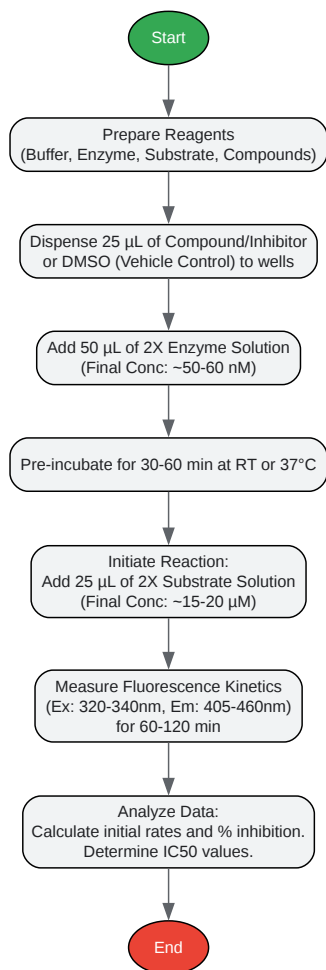 Start
Prepare Reagents
(Buffer, Enzyme, Substrate, Compounds)
Dispense 25 µL of Compound/Inhibitor
or DMSO (Vehicle Control) to wells
Add 50 µL of 2X Enzyme Solution
(Final Conc: ~50-60 nM)
Pre-incubate for 30-60 min at RT or 37°C
Initiate Reaction:
Add 25 µL of 2X Substrate Solution
(Final Conc: ~15-20 µM)
Measure Fluorescence Kinetics
(Ex: 320-340nm, Em: 405-460nm)
for 60-120 min
Analyze Data:
Calculate initial rates and % inhibition.
Determine IC50 values.
End